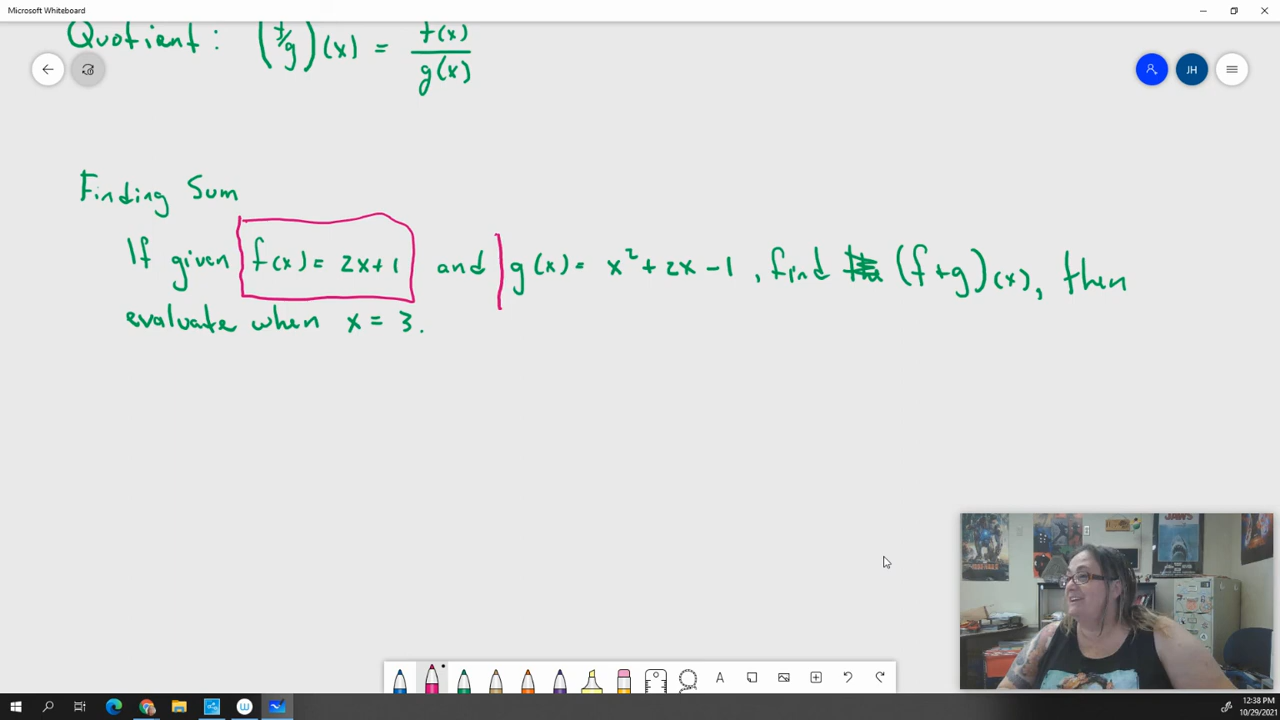 Microsoft Whiteboard
Quotient : (f/g)(x) = f(x)/g(x)
JH
Finding Sum
If given f(x) = 2x+1 and g(x) = x²+2x-1, find (f+g)(x), then
evaluate when x = 3.
JAWS
A
12:38 PM
10/29/2021